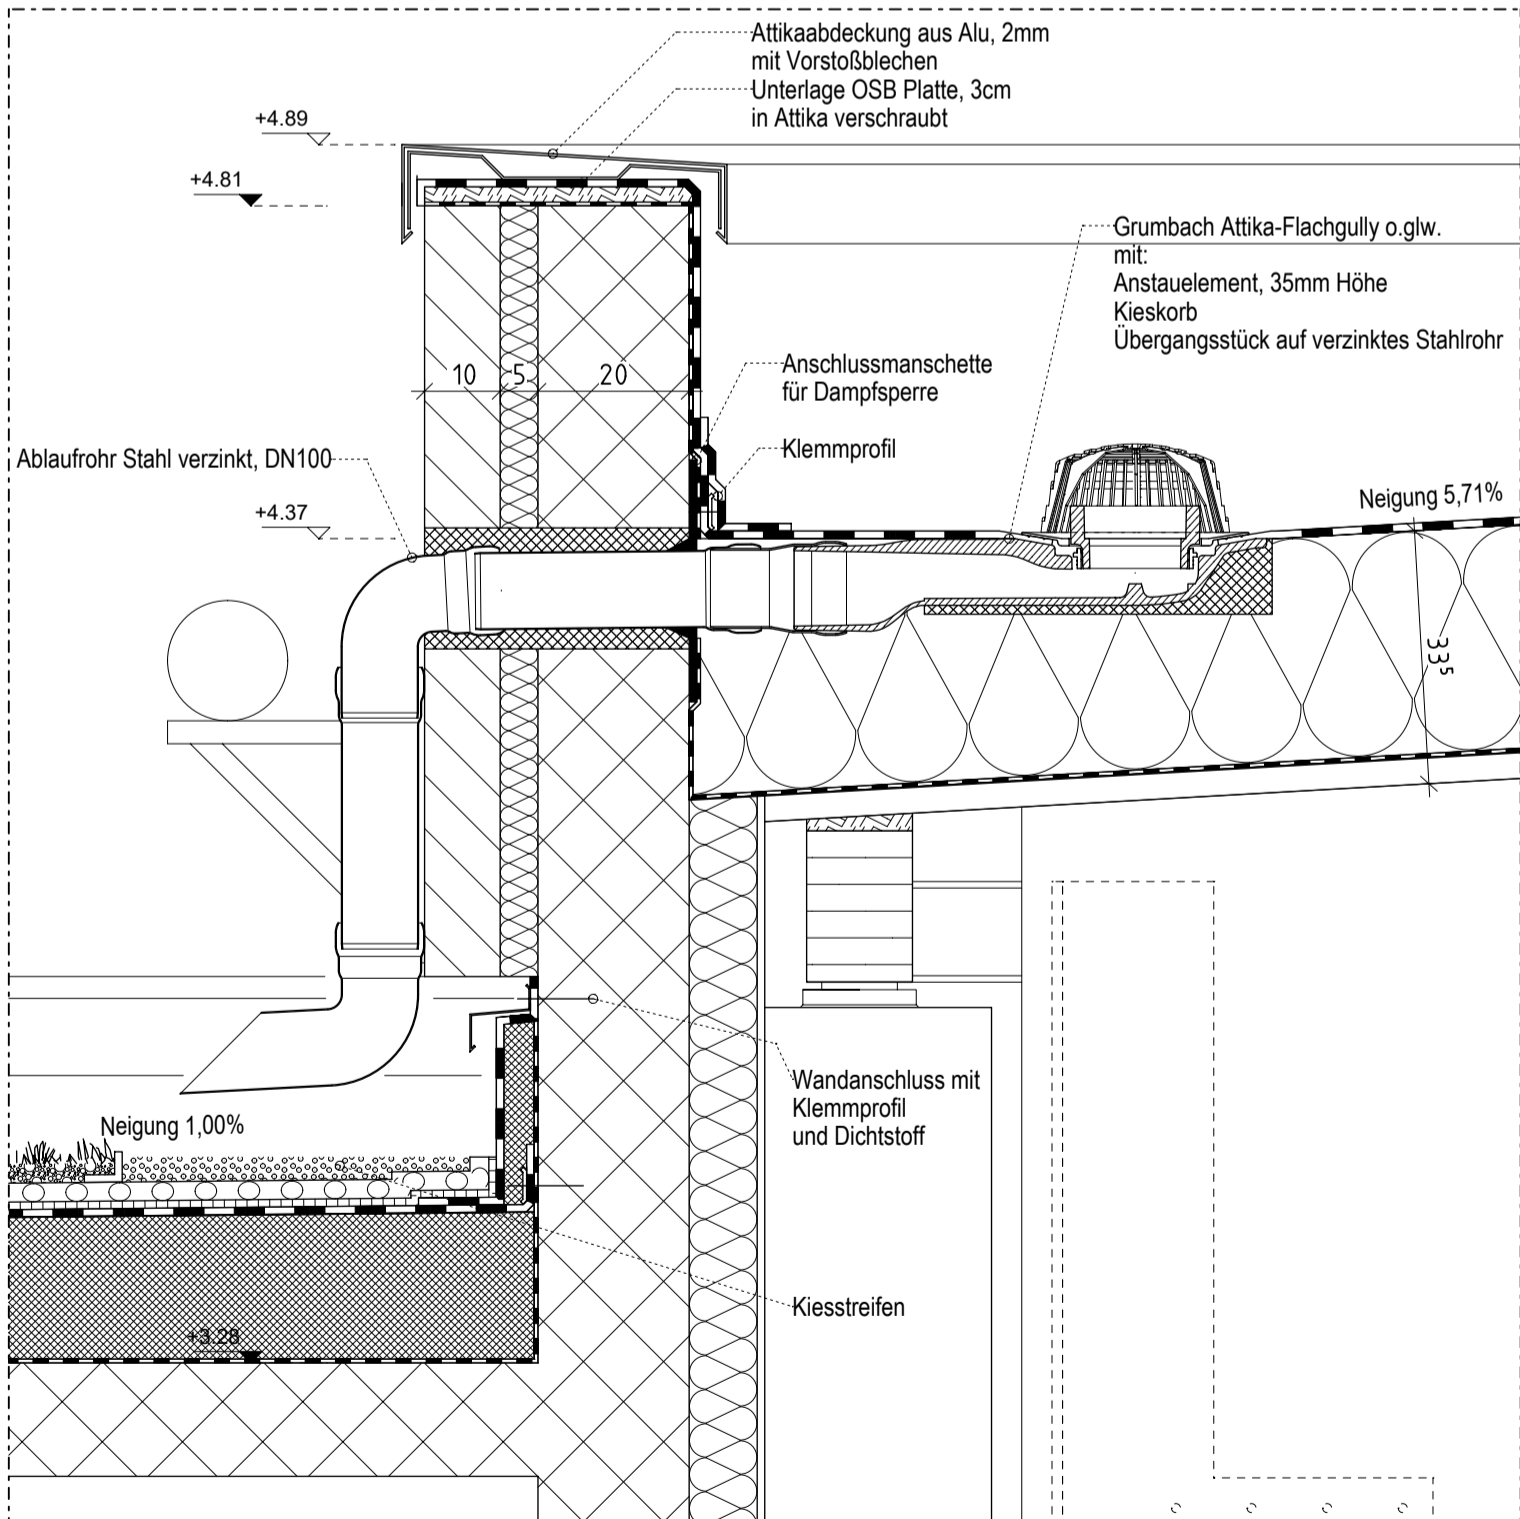 Attikaabdeckung aus Alu, 2mm
mit Vorstoßblechen
Unterlage OSB Platte, 3cm
in Attika verschraubt
+4.89
+4.81
Grumbach Attika-Flachgully o.glw.
mit:
Anstauelement, 35mm Höhe
Kieskorb
Übergangsstück auf verzinktes Stahlrohr
Anschlussmanschette
für Dampfsperre
10 5 20
Klemmprofil
Ablaufrohr Stahl verzinkt, DN100
Neigung 5,71%
+4.37
33⁵
Wandanschluss mit
Klemmprofil
und Dichtstoff
Neigung 1,00%
Kiesstreifen
+3.28